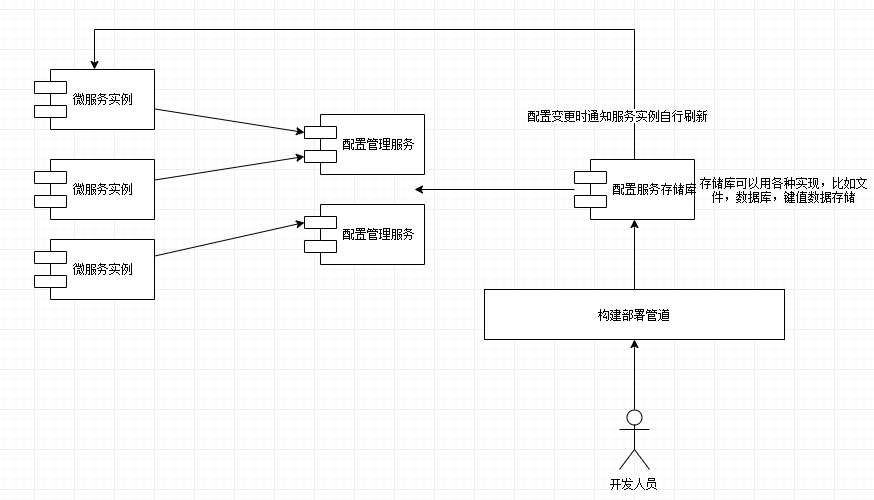 微服务实例
配置变更时通知服务实例自行刷新
配置管理服务
微服务实例
配置服务存储库
存储库可以用各种实现，比如文
件，数据库，键值数据存储
配置管理服务
微服务实例
构建部署管道
开发人员